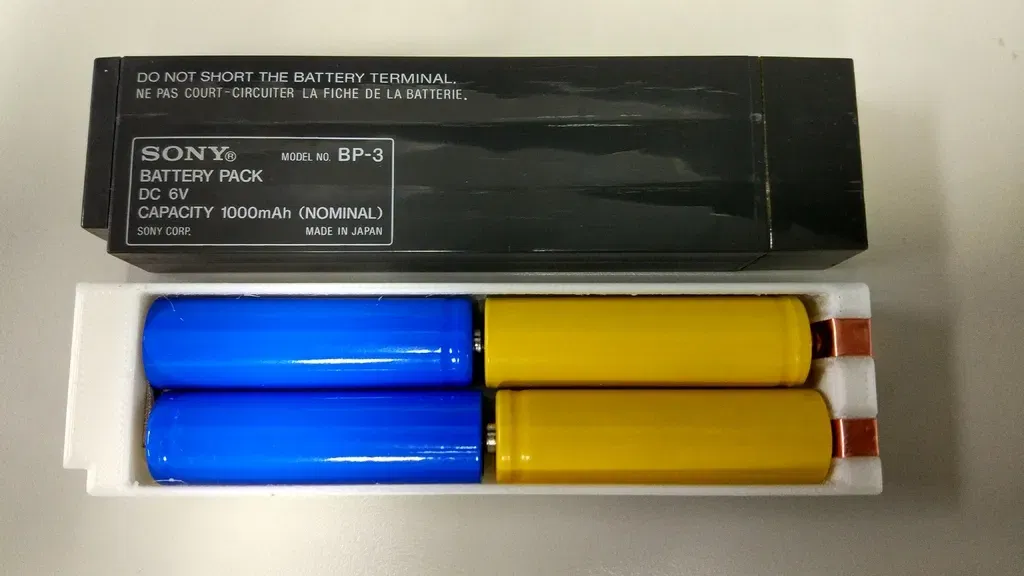 DO NOT SHORT THE BATTERY TERMINAL.
NE PAS COURT-CIRCUITER LA FICHE DE LA BATTERIE.
SONY® MODEL NO. BP-3
BATTERY PACK
DC 6V
CAPACITY 1000mAh (NOMINAL)
SONY CORP. MADE IN JAPAN